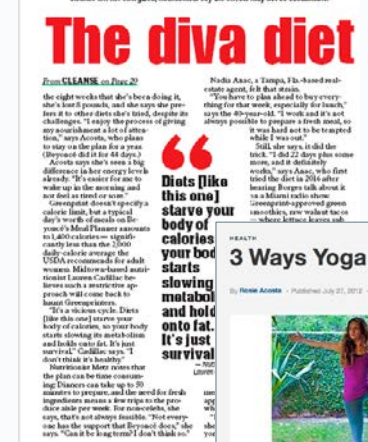 The diva diet
From CLEANSE on Page 29
the eight weeks that she's been doing it,
she's lost 8 pounds, and she says she pre-
fers it to other diets she's tried, despite its
challenges. "I enjoy the process of giving
my nourishment a lot of atten-
tion," says Acosta, who plans
to stay on the plan for a year.
(Beyoncé did it for 44 days.)
Acosta says she's seen a big
difference in her energy levels
already. "It's easier for me to
wake up in the morning and
not feel as tired or sore."
Greenprint doesn't specify a
calorie limit, but a typical
day's worth of meals on Be-
yoncé's Meal Planner amounts
to 1,400 calories — signifi-
cantly less than the 2,000
daily-calorie average the
USDA recommends for adult
women. Midtown-based nutri-
tionist Lauren Cadillac be-
lieves such a restrictive ap-
proach will come back to
haunt Greenprinters.
"It's a vicious cycle. Diets
[like this one] starve your
body of calories, so your body
starts slowing its metabolism
and holds onto fat. It's just
survival," Cadillac says. "I
don't think it's healthy."
Nutritionist Metz notes that
the plan can be time consum-
ing: Dinners can take up to 50
minutes to prepare, and the need for fresh
ingredients means a few trips to the pro-
duce aisle per week. For non-celebs, she
says, that's not always feasible. "Not every-
one has the support that Beyoncé does," she
says. "Can it be long term? I don't think so."
“
Diets [like
this one]
starve your
body of
calories
your bod
starts
slowing
metabol
and hold
onto fat.
It's just
survival
Nadia Anac, a Tampa, Fla.-based real-
estate agent, felt that strain.
"You have to plan ahead to buy every-
thing for that week, especially for lunch,"
says the 40-year-old. "I work and it's not
always possible to prepare a fresh meal, so
it was hard not to be tempted
while I was out."
Still, she says, it did the
trick. "I did 22 days plus some
more, and it definitely
works," says Anac, who first
tried the diet in 2016 after
hearing Borges talk about it
on a Miami radio show.
Greenprint-approved green
smoothies, raw walnut tacos
HEALTH
3 Ways Yoga
By Rosie Acosta - Published July 27, 2012